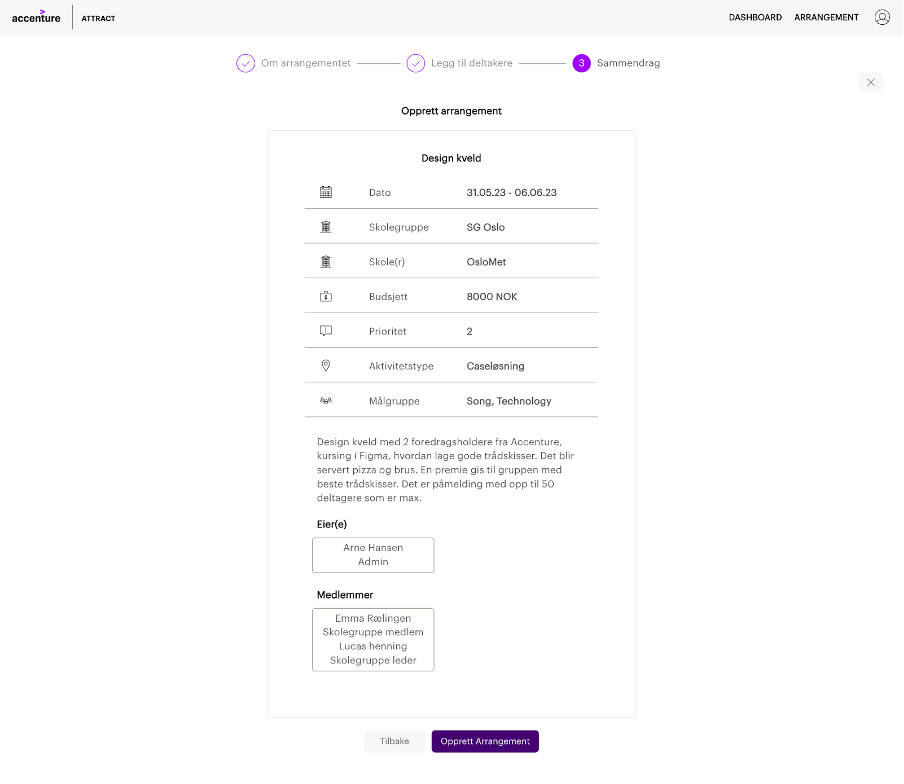 accenture
ATTRACT
DASHBOARD
ARRANGEMENT
Om arrangementet
Legg til deltakere
3
Sammendrag
Opprett arrangement
Design kveld
Dato 31.05.23 - 06.06.23
Skolegruppe SG Oslo
Skole(r) OsloMet
Budsjett 8000 NOK
Prioritet 2
Aktivitetstype Caseløsning
Målgruppe Song, Technology
Design kveld med 2 foredragsholdere fra Accenture,
kursing i Figma, hvordan lage gode trådskisser. Det blir
servert pizza og brus. En premie gis til gruppen med
beste trådskisser. Det er påmelding med opp til 50
deltagere som er max.
Eier(e)
Arne Hansen
Admin
Medlemmer
Emma Rælingen
Skolegruppe medlem
Lucas henning
Skolegruppe leder
Tilbake
Opprett Arrangement